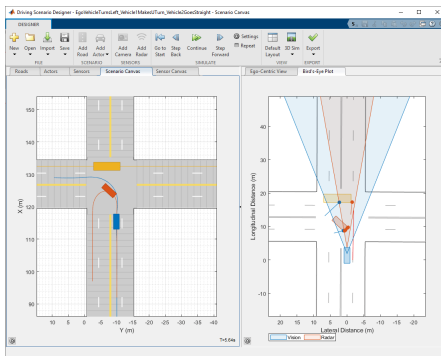 Driving Scenario Designer - EgoVehicleTurnsLeft_Vehicle1MakesUTurn_Vehicle2GoesStraight - Scenario Canvas
DESIGNER
New Open Import Save Add Road Add Actor Add Camera Add Radar Go to Start Step Back Continue Step Forward Settings Repeat Default Layout 3D Sim Export
FILE SCENARIO SENSORS SIMULATE VIEW EXPORT
Roads Actors Sensors Scenario Canvas Sensor Canvas Ego-Centric View Bird's-Eye Plot
150
140
130
120
110
100
90
X (m)
10 5 0 -5 -10 -15 -20 -25 -30 -35 -40
Y (m)
T=5.64s
40
30
20
10
0
-10
Longitudinal Distance (m)
20 15 10 5 0 -5 -10 -15 -20
Lateral Distance (m)
Vision Radar